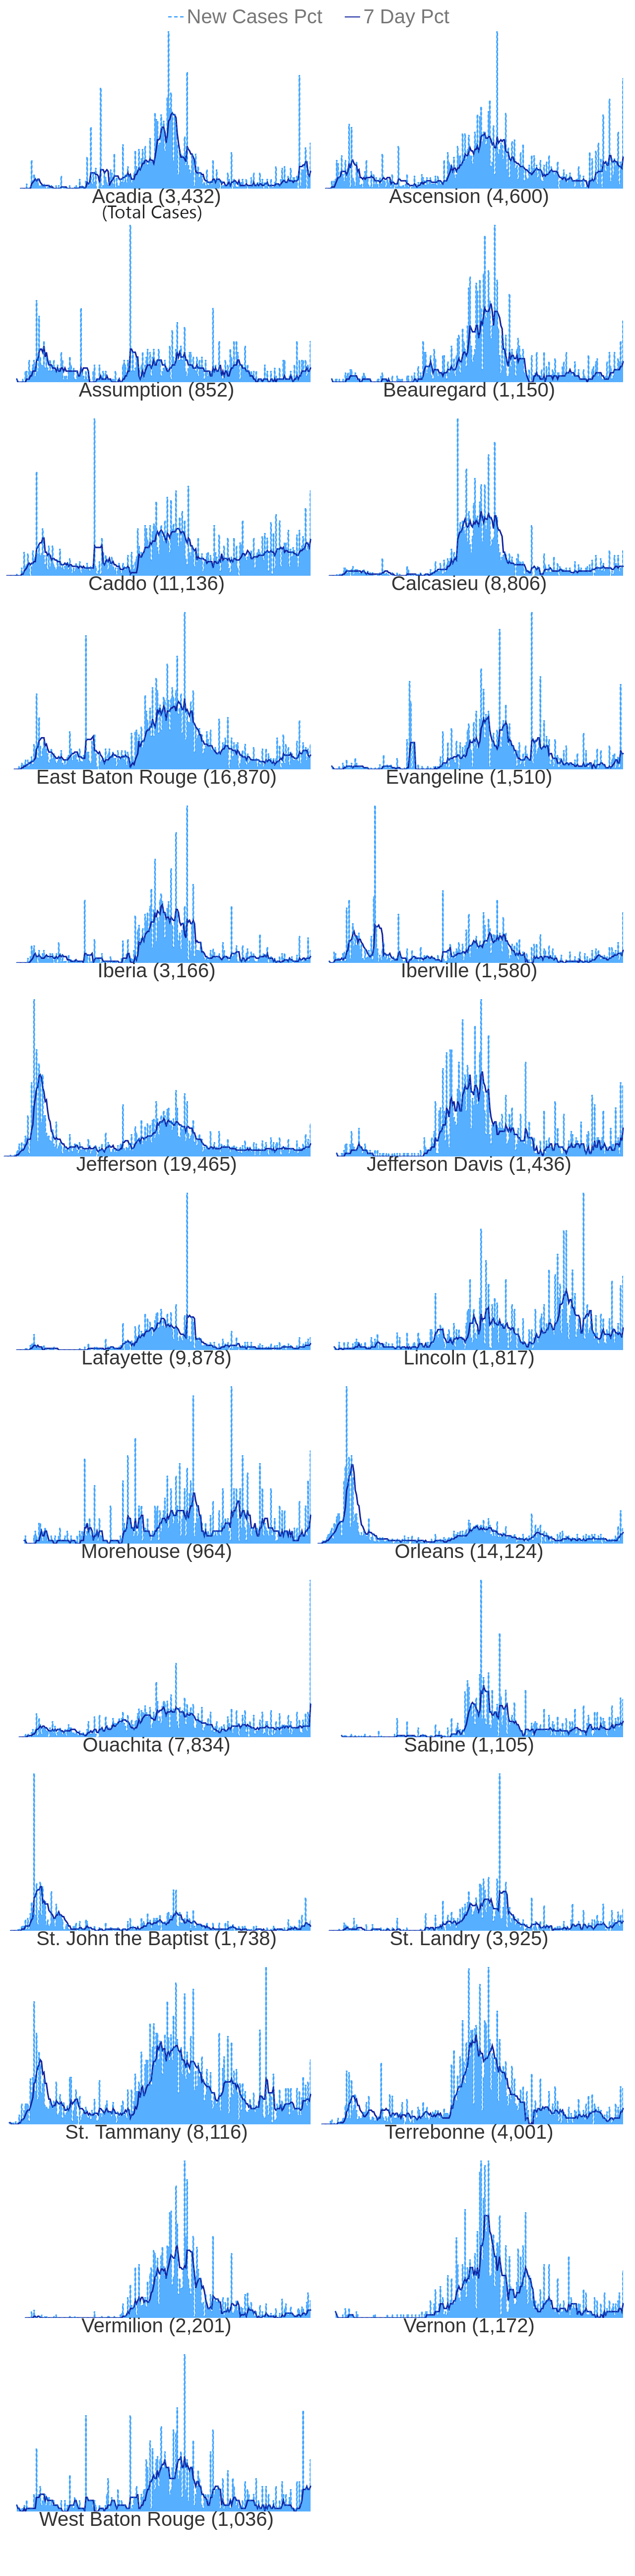 New Cases Pct 7 Day Pct
Acadia (3,432)
(Total Cases)
Ascension (4,600)
Assumption (852)
Beauregard (1,150)
Caddo (11,136)
Calcasieu (8,806)
East Baton Rouge (16,870)
Evangeline (1,510)
Iberia (3,166)
Iberville (1,580)
Jefferson (19,465)
Jefferson Davis (1,436)
Lafayette (9,878)
Lincoln (1,817)
Morehouse (964)
Orleans (14,124)
Ouachita (7,834)
Sabine (1,105)
St. John the Baptist (1,738)
St. Landry (3,925)
St. Tammany (8,116)
Terrebonne (4,001)
Vermilion (2,201)
Vernon (1,172)
West Baton Rouge (1,036)